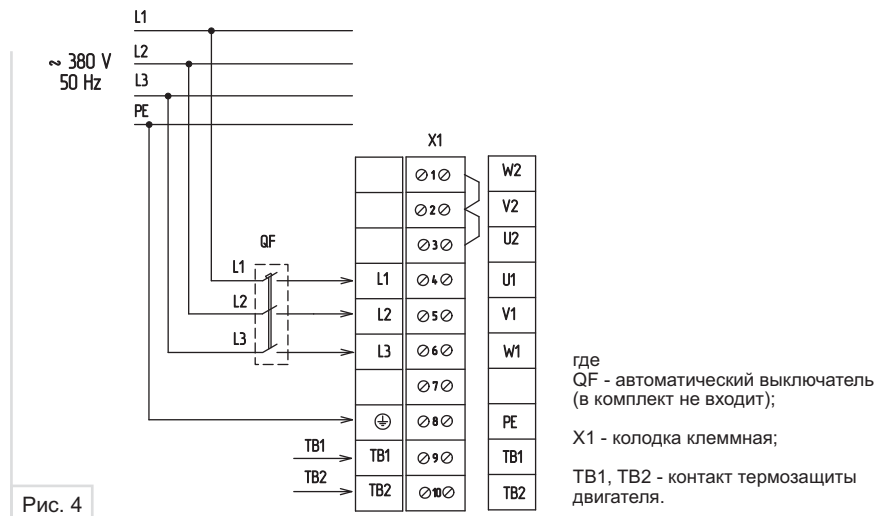 L1
L2
~ 380 V
50 Hz
L3
PE
X1
1 W2
2 V2
3 U2
QF
L1
L1 4 U1
L2
L2 5 V1
L3
L3 6 W1
7
8 PE
TB1
TB1 9 TB1
TB2
TB2 10 TB2
где
QF - автоматический выключатель
(в комплект не входит);
X1 - колодка клеммная;
TB1, TB2 - контакт термозащиты
двигателя.
Рис. 4